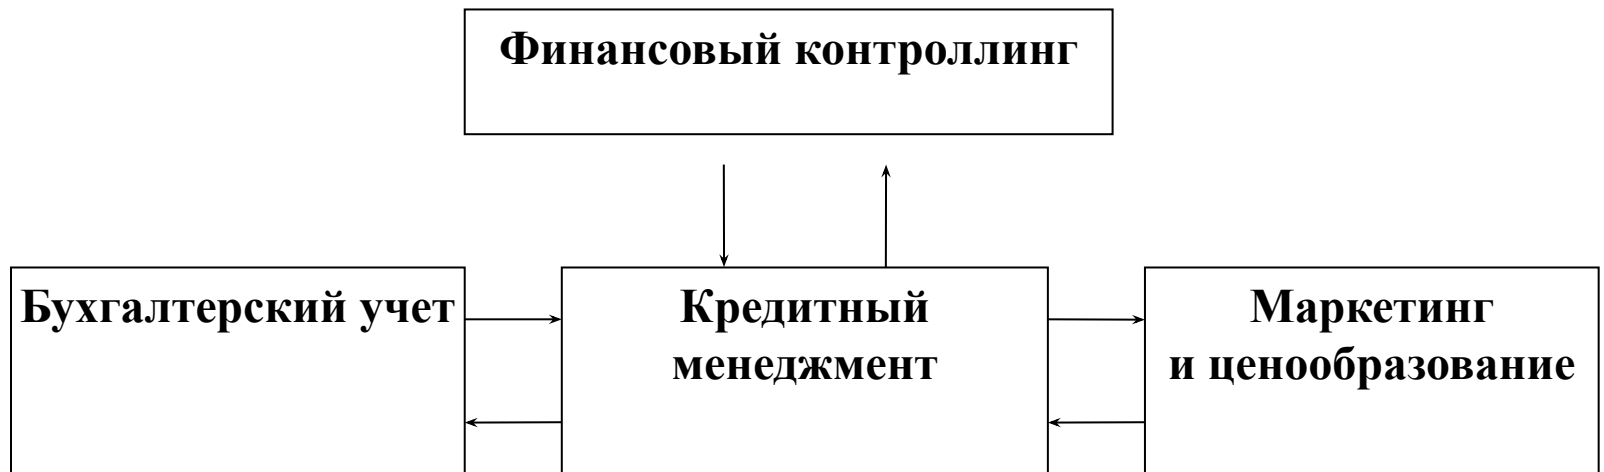 Финансовый контроллинг
Бухгалтерский учет
Кредитный
менеджмент
Маркетинг
и ценообразование